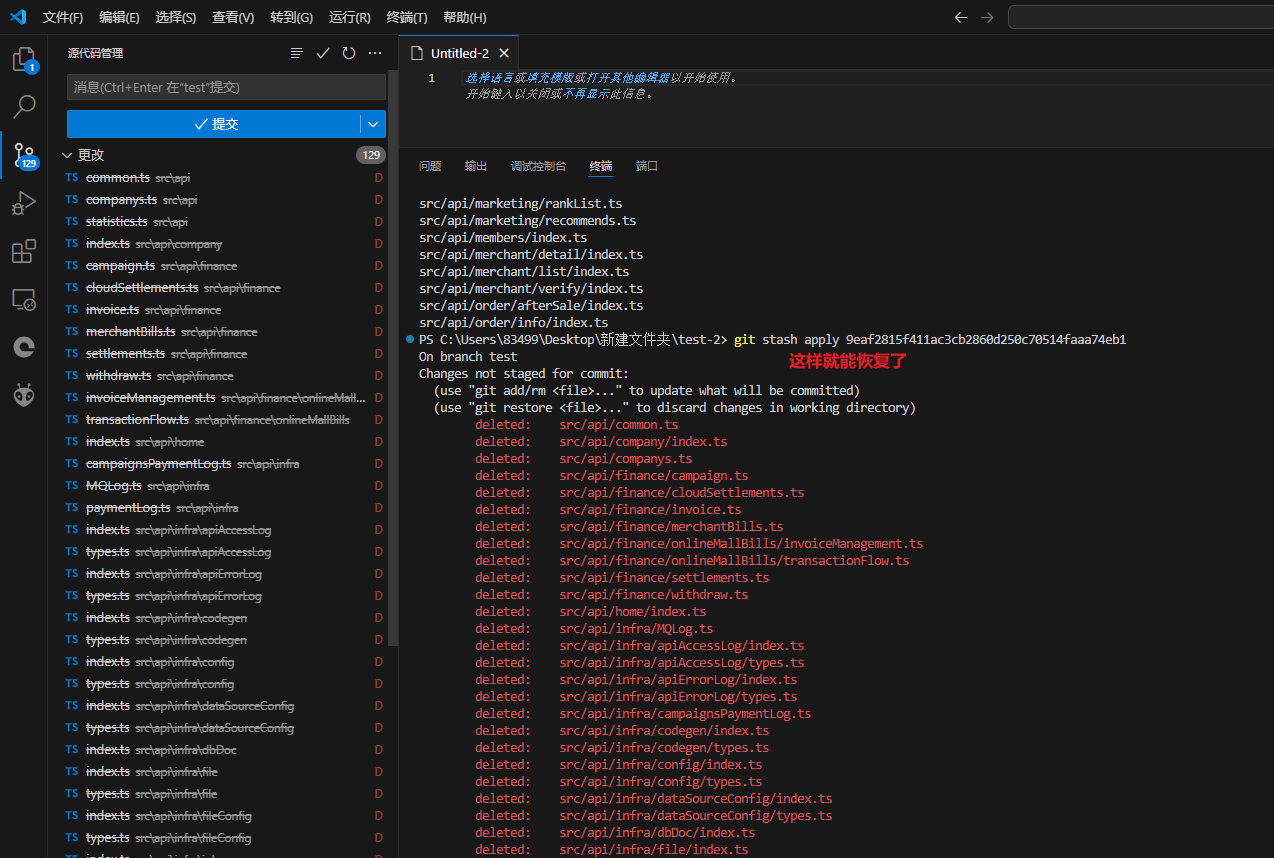 文件(F) 编辑(E) 选择(S) 查看(V) 转到(G) 运行(R) 终端(T) 帮助(H)
源代码管理
消息(Ctrl+Enter 在"test"提交)
提交
更改 129
TS common.ts src\api D
TS companys.ts src\api D
TS statistics.ts src\api D
TS index.ts src\api\company D
TS campaign.ts src\api\finance D
TS cloudSettlements.ts src\api\finance D
TS invoice.ts src\api\finance D
TS merchantBills.ts src\api\finance D
TS settlements.ts src\api\finance D
TS withdraw.ts src\api\finance D
TS invoiceManagement.ts src\api\finance\onlineMall... D
TS transactionFlow.ts src\api\finance\onlineMallBills D
TS index.ts src\api\home D
TS campaignsPaymentLog.ts src\api\infra D
TS MQLog.ts src\api\infra D
TS paymentLog.ts src\api\infra D
TS index.ts src\api\infra\apiAccessLog D
TS types.ts src\api\infra\apiAccessLog D
TS index.ts src\api\infra\apiErrorLog D
TS types.ts src\api\infra\apiErrorLog D
TS index.ts src\api\infra\codegen D
TS types.ts src\api\infra\codegen D
TS index.ts src\api\infra\config D
TS types.ts src\api\infra\config D
TS index.ts src\api\infra\dataSourceConfig D
TS types.ts src\api\infra\dataSourceConfig D
TS index.ts src\api\infra\dbDoc D
TS index.ts src\api\infra\file D
TS types.ts src\api\infra\file D
TS index.ts src\api\infra\fileConfig D
TS types.ts src\api\infra\fileConfig D
1
129
Untitled-2
1 选择语言或填充模版或打开其他编辑器以开始使用。
开始键入以关闭或不再显示此信息。
问题 输出 调试控制台 终端 端口
src/api/marketing/rankList.ts
src/api/marketing/recommends.ts
src/api/members/index.ts
src/api/merchant/detail/index.ts
src/api/merchant/list/index.ts
src/api/merchant/verify/index.ts
src/api/order/afterSale/index.ts
src/api/order/info/index.ts
PS C:\Users\83499\Desktop\新建文件夹\test-2> git stash apply 9eaf2815f411ac3cb2860d250c70514faaa74eb1
On branch test
这样就能恢复了
Changes not staged for commit:
(use "git add/rm <file>..." to update what will be committed)
(use "git restore <file>..." to discard changes in working directory)
deleted: src/api/common.ts
deleted: src/api/company/index.ts
deleted: src/api/companys.ts
deleted: src/api/finance/campaign.ts
deleted: src/api/finance/cloudSettlements.ts
deleted: src/api/finance/invoice.ts
deleted: src/api/finance/merchantBills.ts
deleted: src/api/finance/onlineMallBills/invoiceManagement.ts
deleted: src/api/finance/onlineMallBills/transactionFlow.ts
deleted: src/api/finance/settlements.ts
deleted: src/api/finance/withdraw.ts
deleted: src/api/home/index.ts
deleted: src/api/infra/MQLog.ts
deleted: src/api/infra/apiAccessLog/index.ts
deleted: src/api/infra/apiAccessLog/types.ts
deleted: src/api/infra/apiErrorLog/index.ts
deleted: src/api/infra/apiErrorLog/types.ts
deleted: src/api/infra/campaignsPaymentLog.ts
deleted: src/api/infra/codegen/index.ts
deleted: src/api/infra/codegen/types.ts
deleted: src/api/infra/config/index.ts
deleted: src/api/infra/config/types.ts
deleted: src/api/infra/dataSourceConfig/index.ts
deleted: src/api/infra/dataSourceConfig/types.ts
deleted: src/api/infra/dbDoc/index.ts
deleted: src/api/infra/file/index.ts